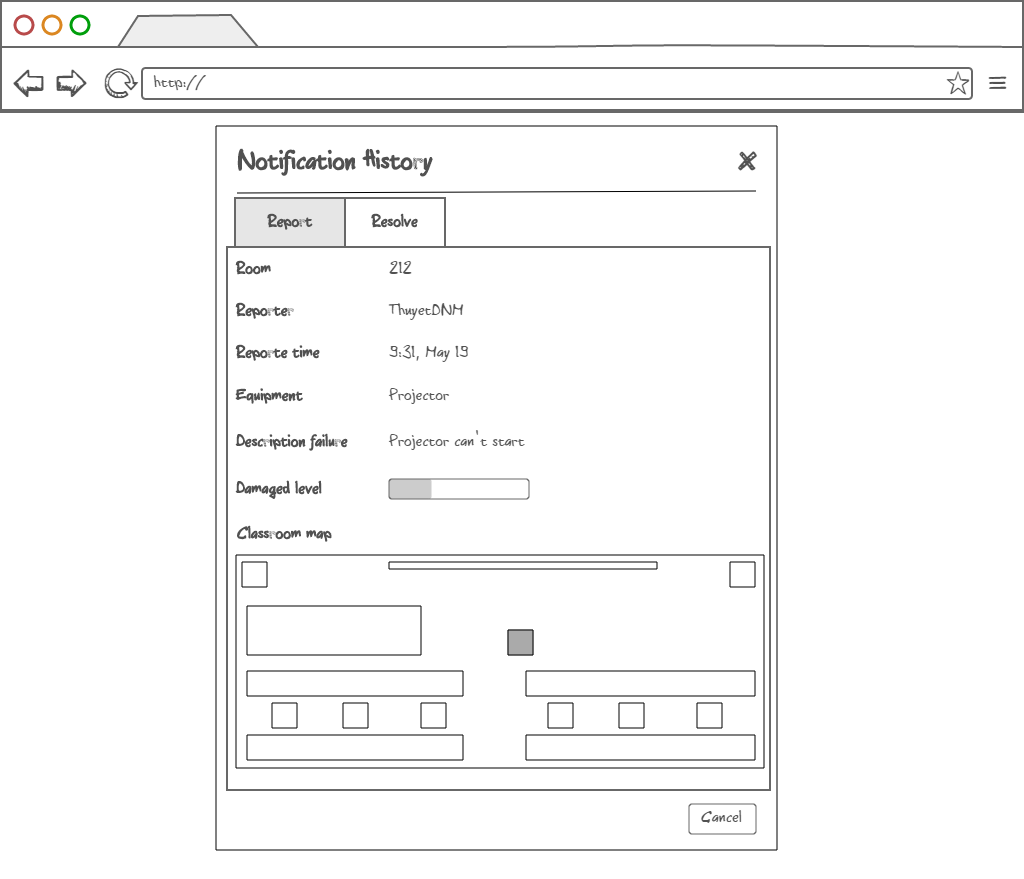 http://
Notification History
Report Resolve
Room 212
Reporter ThuyetDNM
Reporte time 9:31, May 19
Equipment Projector
Description failure Projector can't start
Damaged level
Classroom map
Cancel